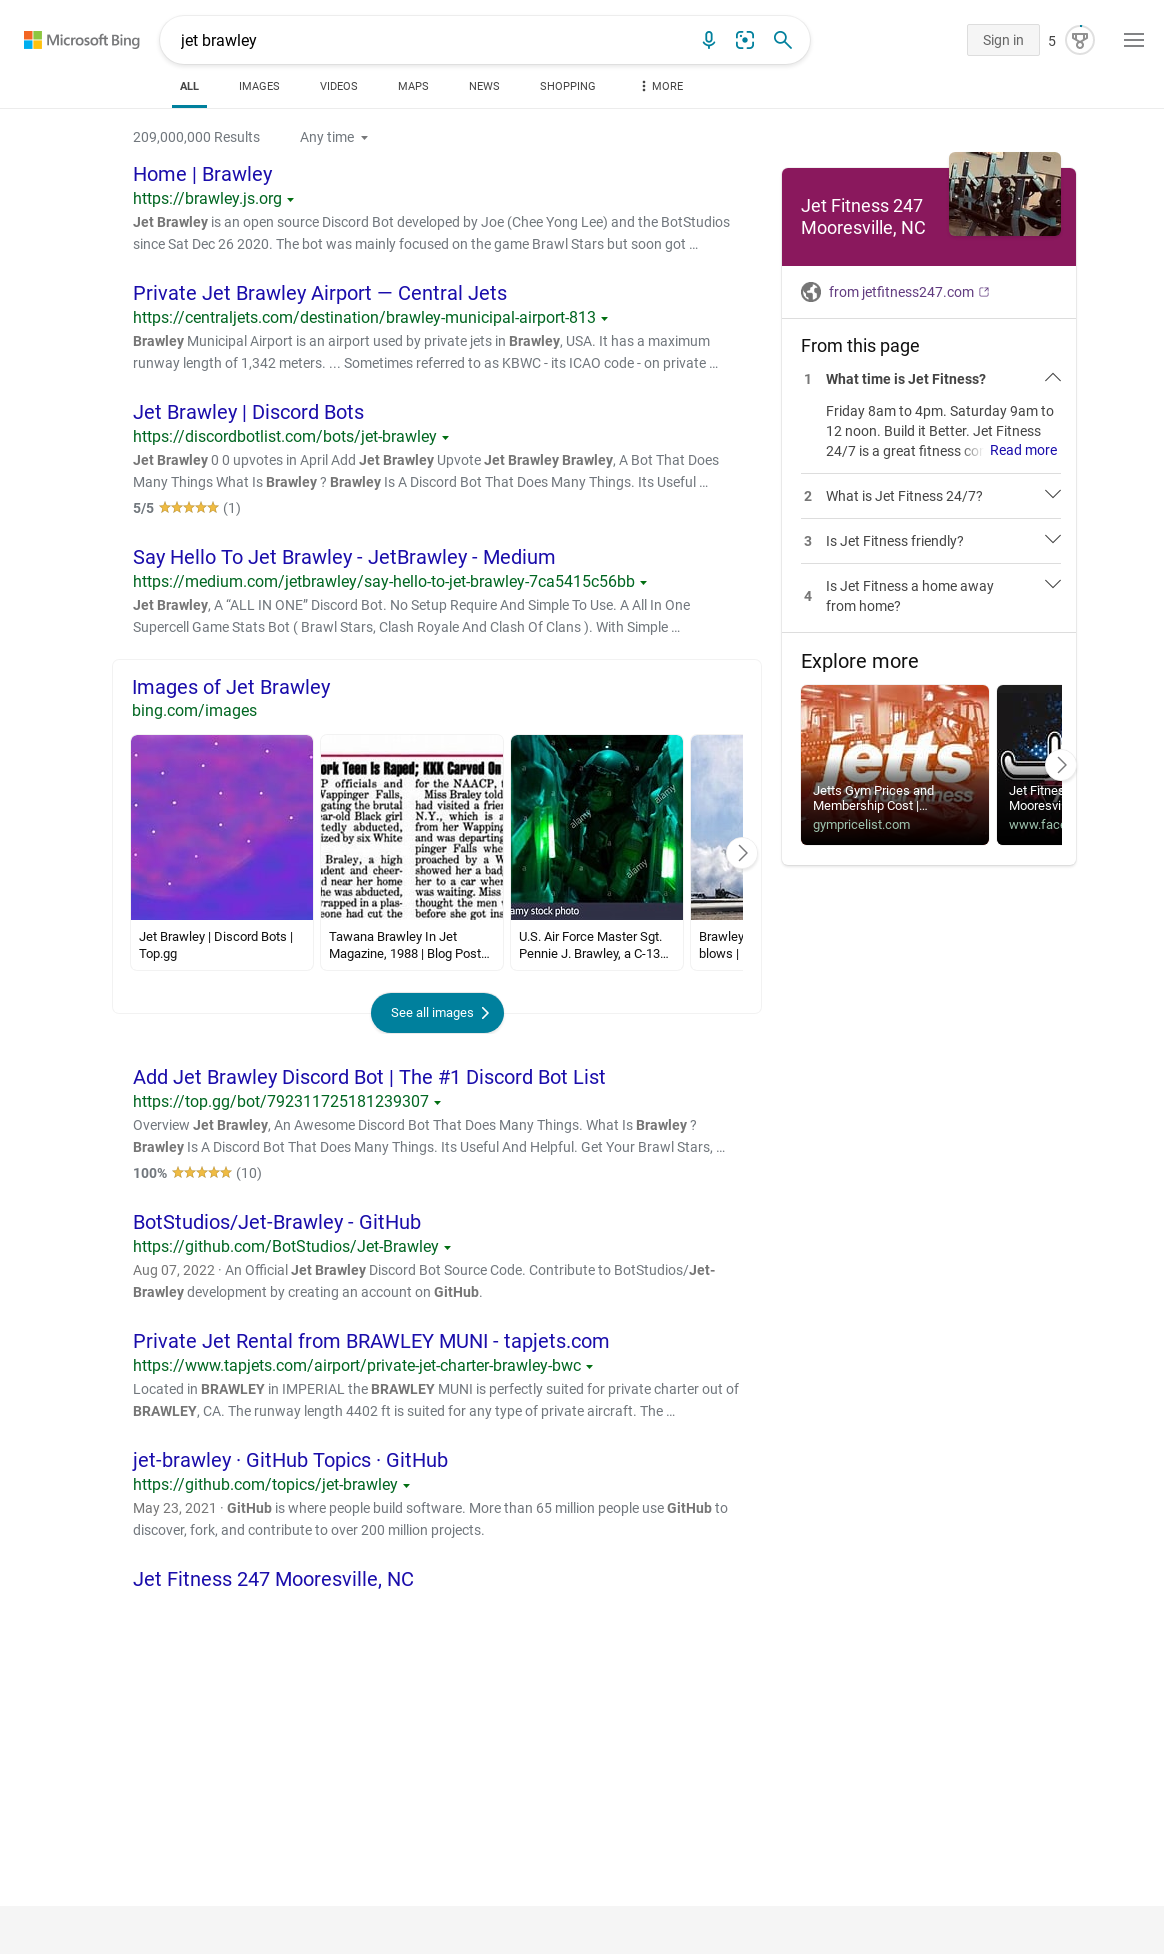 Microsoft Bing
jet brawley
Sign in
5
ALL
IMAGES
VIDEOS
MAPS
NEWS
SHOPPING
MORE
209,000,000 Results
Any time
Home | Brawley
https://brawley.js.org
Jet Brawley is an open source Discord Bot developed by Joe (Chee Yong Lee) and the BotStudios
since Sat Dec 26 2020. The bot was mainly focused on the game Brawl Stars but soon got …
Private Jet Brawley Airport — Central Jets
https://centraljets.com/destination/brawley-municipal-airport-813
Brawley Municipal Airport is an airport used by private jets in Brawley, USA. It has a maximum
runway length of 1,342 meters. ... Sometimes referred to as KBWC - its ICAO code - on private …
Jet Brawley | Discord Bots
https://discordbotlist.com/bots/jet-brawley
Jet Brawley 0 0 upvotes in April Add Jet Brawley Upvote Jet Brawley Brawley, A Bot That Does
Many Things What Is Brawley ? Brawley Is A Discord Bot That Does Many Things. Its Useful …
5/5 (1)
Say Hello To Jet Brawley - JetBrawley - Medium
https://medium.com/jetbrawley/say-hello-to-jet-brawley-7ca5415c56bb
Jet Brawley, A “ALL IN ONE” Discord Bot. No Setup Require And Simple To Use. A All In One
Supercell Game Stats Bot ( Brawl Stars, Clash Royale And Clash Of Clans ). With Simple …
Images of Jet Brawley
bing.com/images
ork Teen Is Raped; KKK Carved On
P officials and
Wappinger Falls,
gating the brutal
ear-old Black girl
tedly abducted,
ized by six White
Braley, a high
dent and cheer-
d near her home
he was abducted,
rapped in a plas-
eone had cut the
for the NAACP,
Miss Braley told
had visited a frie
N.Y., which is a
from her Wapping
and was departing
pinger Falls whe
proached by a W
showed her a bad
her to a car when
was waiting. Miss
thought the men
before she got ins
alamy
alamy
alamy
amy stock photo
Jet Brawley | Discord Bots |
Top.gg
Tawana Brawley In Jet
Magazine, 1988 | Blog Post…
U.S. Air Force Master Sgt.
Pennie J. Brawley, a C-13…
Brawley
blows |
See all images
Add Jet Brawley Discord Bot | The #1 Discord Bot List
https://top.gg/bot/792311725181239307
Overview Jet Brawley, An Awesome Discord Bot That Does Many Things. What Is Brawley ?
Brawley Is A Discord Bot That Does Many Things. Its Useful And Helpful. Get Your Brawl Stars, …
100% (10)
BotStudios/Jet-Brawley - GitHub
https://github.com/BotStudios/Jet-Brawley
Aug 07, 2022 · An Official Jet Brawley Discord Bot Source Code. Contribute to BotStudios/Jet-
Brawley development by creating an account on GitHub.
Private Jet Rental from BRAWLEY MUNI - tapjets.com
https://www.tapjets.com/airport/private-jet-charter-brawley-bwc
Located in BRAWLEY in IMPERIAL the BRAWLEY MUNI is perfectly suited for private charter out of
BRAWLEY, CA. The runway length 4402 ft is suited for any type of private aircraft. The …
jet-brawley · GitHub Topics · GitHub
https://github.com/topics/jet-brawley
May 23, 2021 · GitHub is where people build software. More than 65 million people use GitHub to
discover, fork, and contribute to over 200 million projects.
Jet Fitness 247 Mooresville, NC
Jet Fitness 247
Mooresville, NC
from jetfitness247.com
From this page
1 What time is Jet Fitness?
Friday 8am to 4pm. Saturday 9am to
12 noon. Build it Better. Jet Fitness
24/7 is a great fitness co Read more
2 What is Jet Fitness 24/7?
3 Is Jet Fitness friendly?
4 Is Jet Fitness a home away
from home?
Explore more
jetts
fitness
Jetts Gym Prices and
Membership Cost |…
gympricelist.com
Jet Fitnes
Mooresvi
www.face